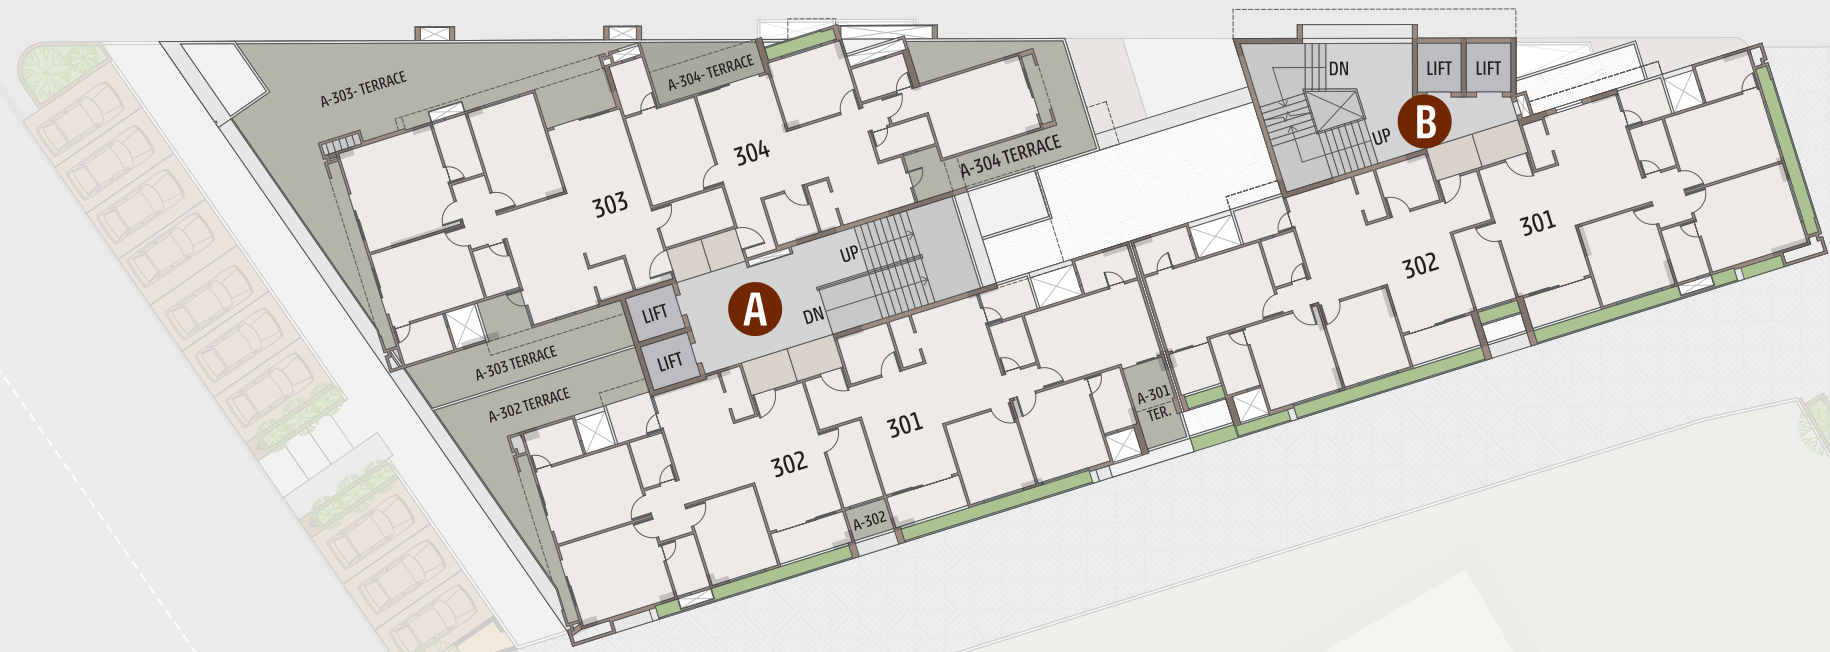 A-303- TERRACE
A-304- TERRACE
304
A-304 TERRACE
303
UP
DN
A
LIFT
LIFT
A-303 TERRACE
A-302 TERRACE
302
301
A-302
A-301
TER.
DN
LIFT
LIFT
B
UP
301
302